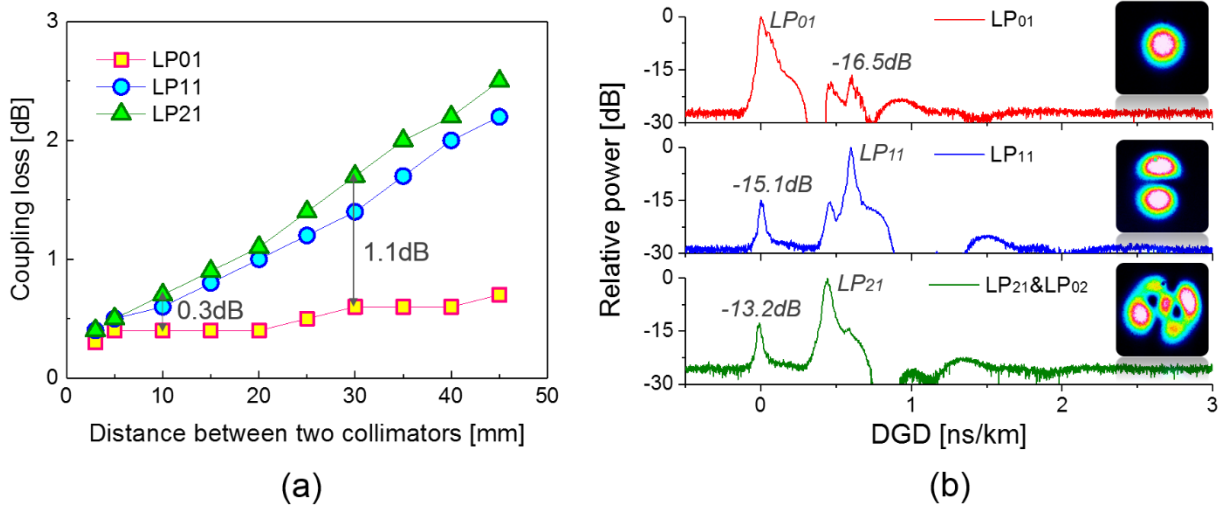 3
2
1
0
Coupling loss [dB]
LP01
LP11
LP21
0.3dB
1.1dB
0 10 20 30 40 50
Distance between two collimators [mm]
(a)
Relative power [dB]
0
-15
-30
LP01
-16.5dB
LP01
0
-15
-30
-15.1dB
LP11
LP11
0
-15
-30
-13.2dB
LP21
LP21&LP02
0 1 2 3
DGD [ns/km]
(b)